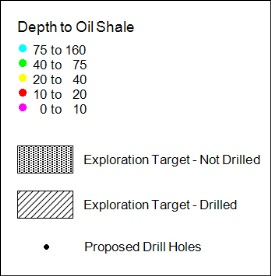 Depth to Oil Shale
75 to 160
40 to 75
20 to 40
10 to 20
0 to 10
Exploration Target - Not Drilled
Exploration Target - Drilled
Proposed Drill Holes